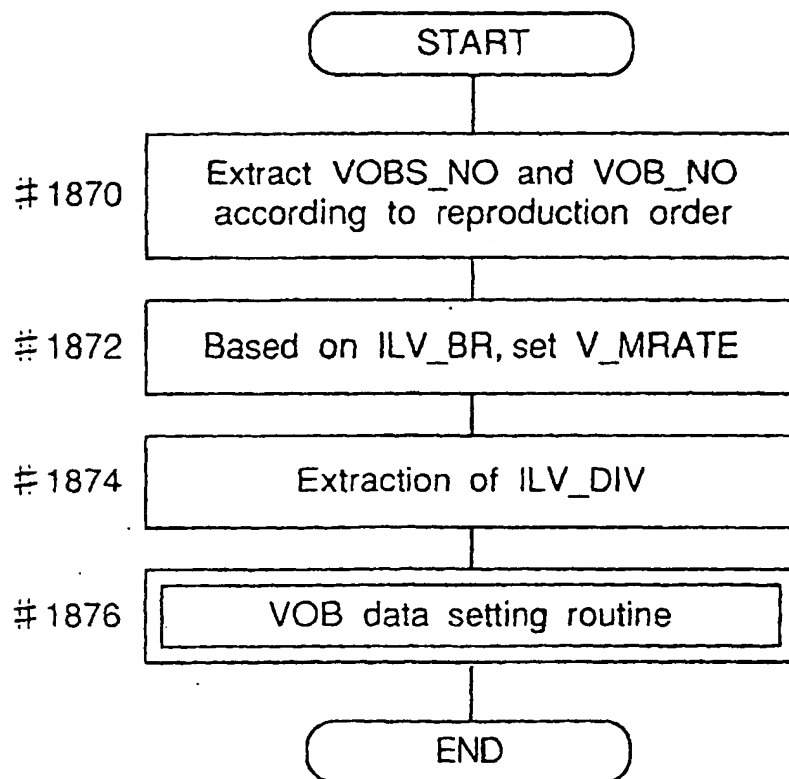 START
#1870
Extract VOBS_NO and VOB_NO
according to reproduction order
#1872
Based on ILV_BR, set V_MRATE
#1874
Extraction of ILV_DIV
#1876
VOB data setting routine
END